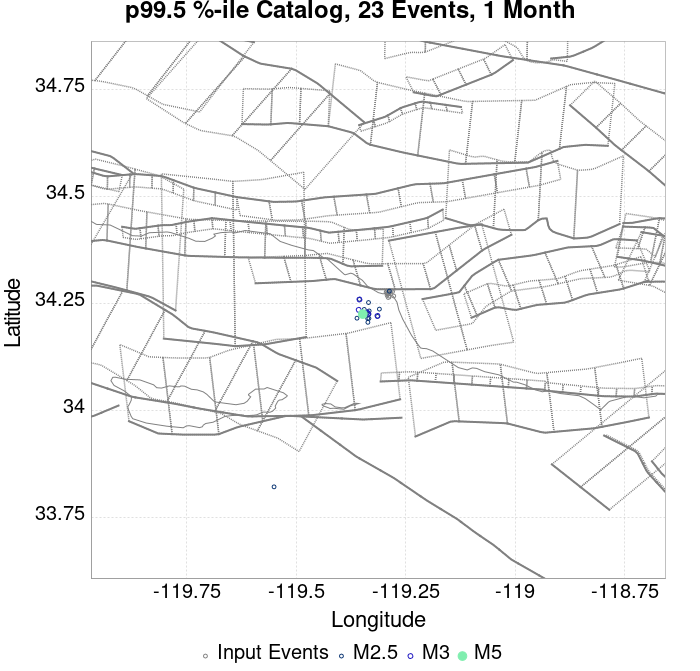 p99.5 %-ile Catalog, 23 Events, 1 Month
34.75
34.5
34.25
34
33.75
Latitude
-119.75 -119.5 -119.25 -119 -118.75
Longitude
Input Events M2.5 M3 M5